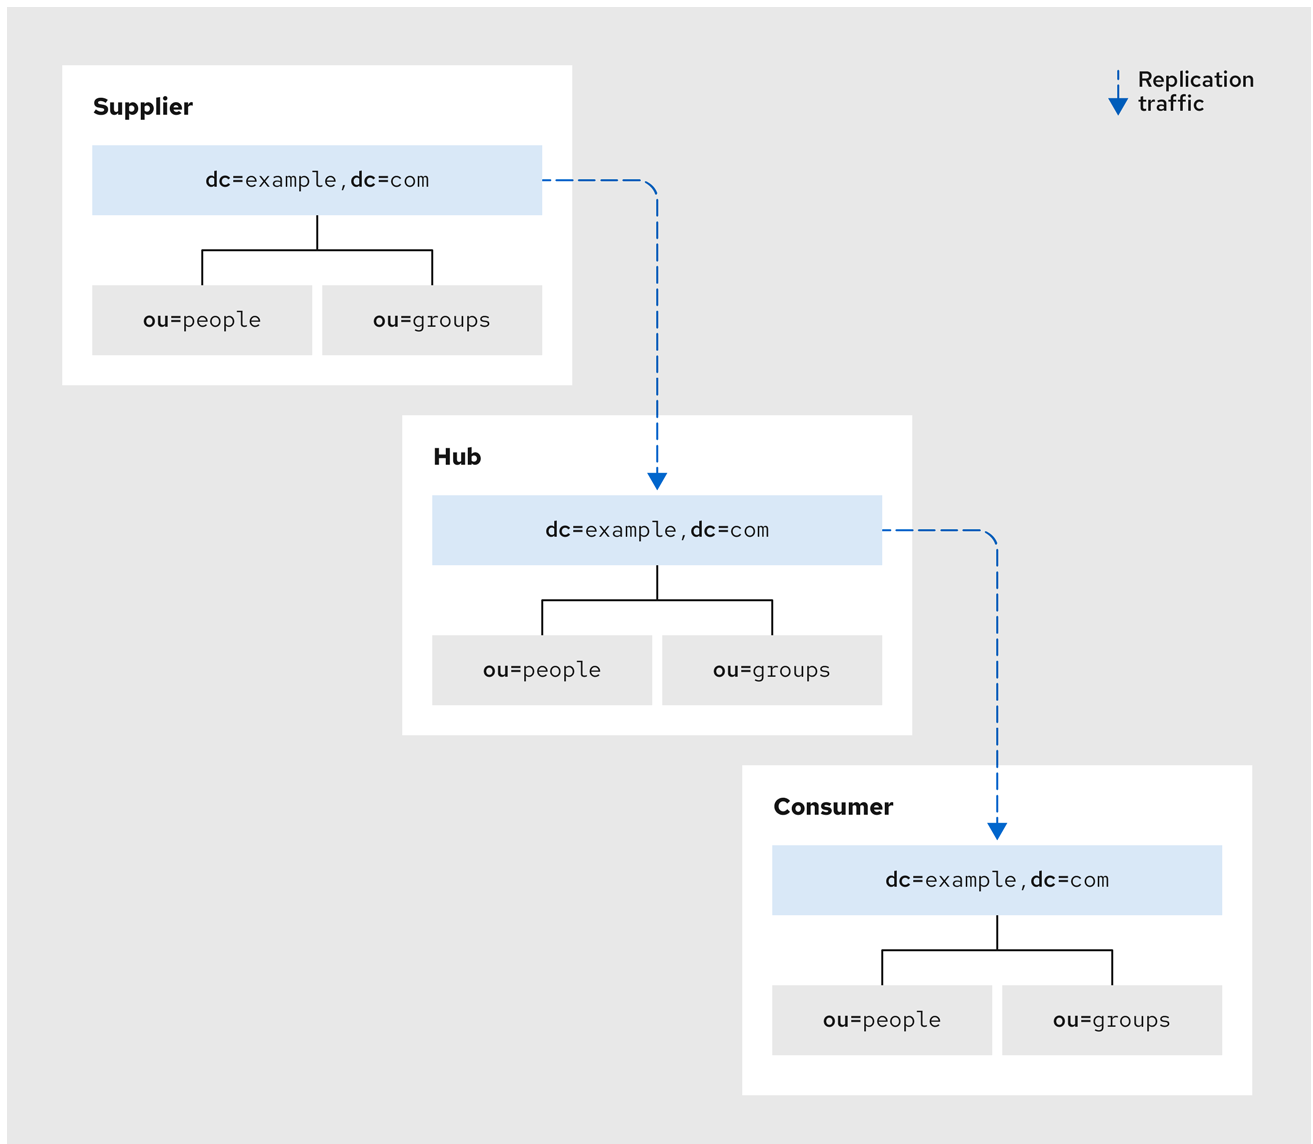 Replication
traffic
Supplier
dc=example,dc=com
ou=people
ou=groups
Hub
dc=example,dc=com
ou=people
ou=groups
Consumer
dc=example,dc=com
ou=people
ou=groups